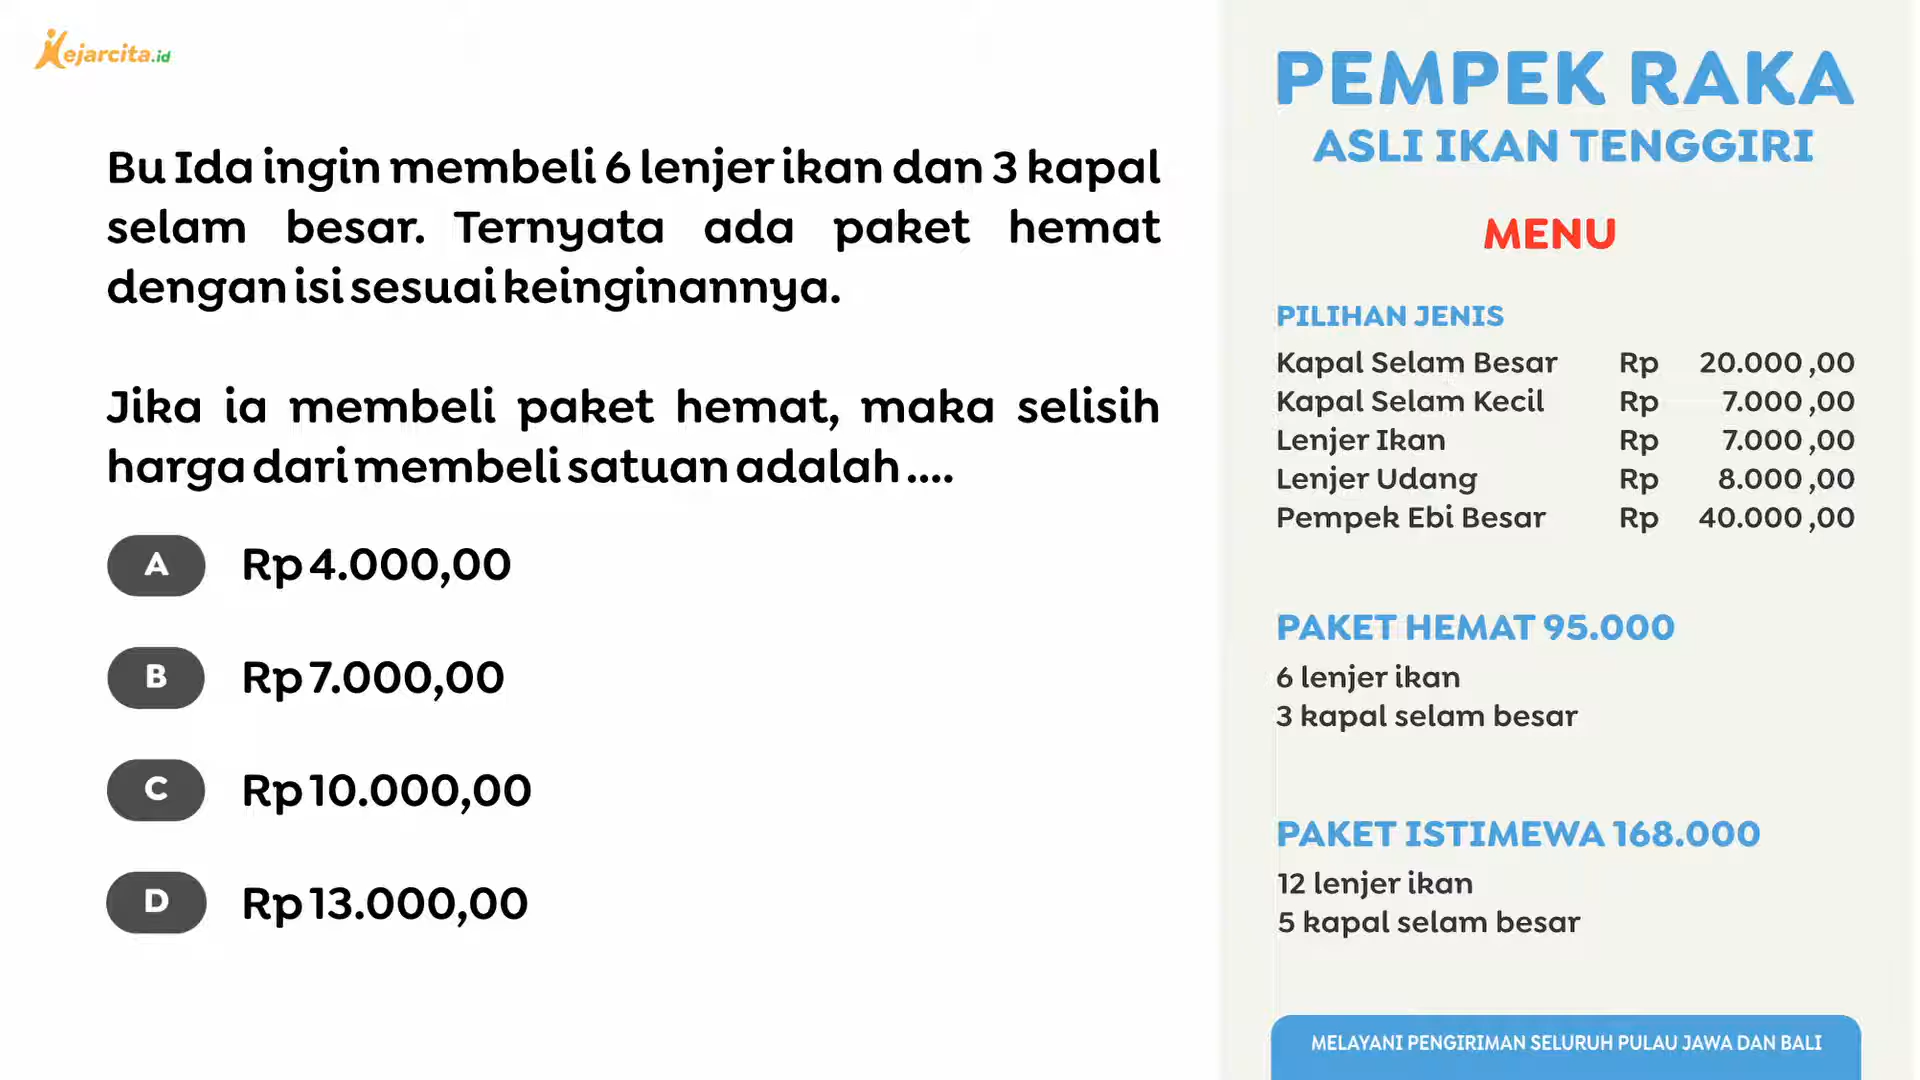 Kejarcita.id
Bu Ida ingin membeli 6 lenjer ikan dan 3 kapal
selam besar. Ternyata ada paket hemat
dengan isi sesuai keinginannya.
Jika ia membeli paket hemat, maka selisih
harga dari membeli satuan adalah ....
A Rp 4.000,00
B Rp 7.000,00
C Rp 10.000,00
D Rp 13.000,00
PEMPEK RAKA
ASLI IKAN TENGGIRI
MENU
PILIHAN JENIS
Kapal Selam Besar Rp 20.000 ,00
Kapal Selam Kecil Rp 7.000 ,00
Lenjer Ikan Rp 7.000 ,00
Lenjer Udang Rp 8.000 ,00
Pempek Ebi Besar Rp 40.000 ,00
PAKET HEMAT 95.000
6 lenjer ikan
3 kapal selam besar
PAKET ISTIMEWA 168.000
12 lenjer ikan
5 kapal selam besar
MELAYANI PENGIRIMAN SELURUH PULAU JAWA DAN BALI